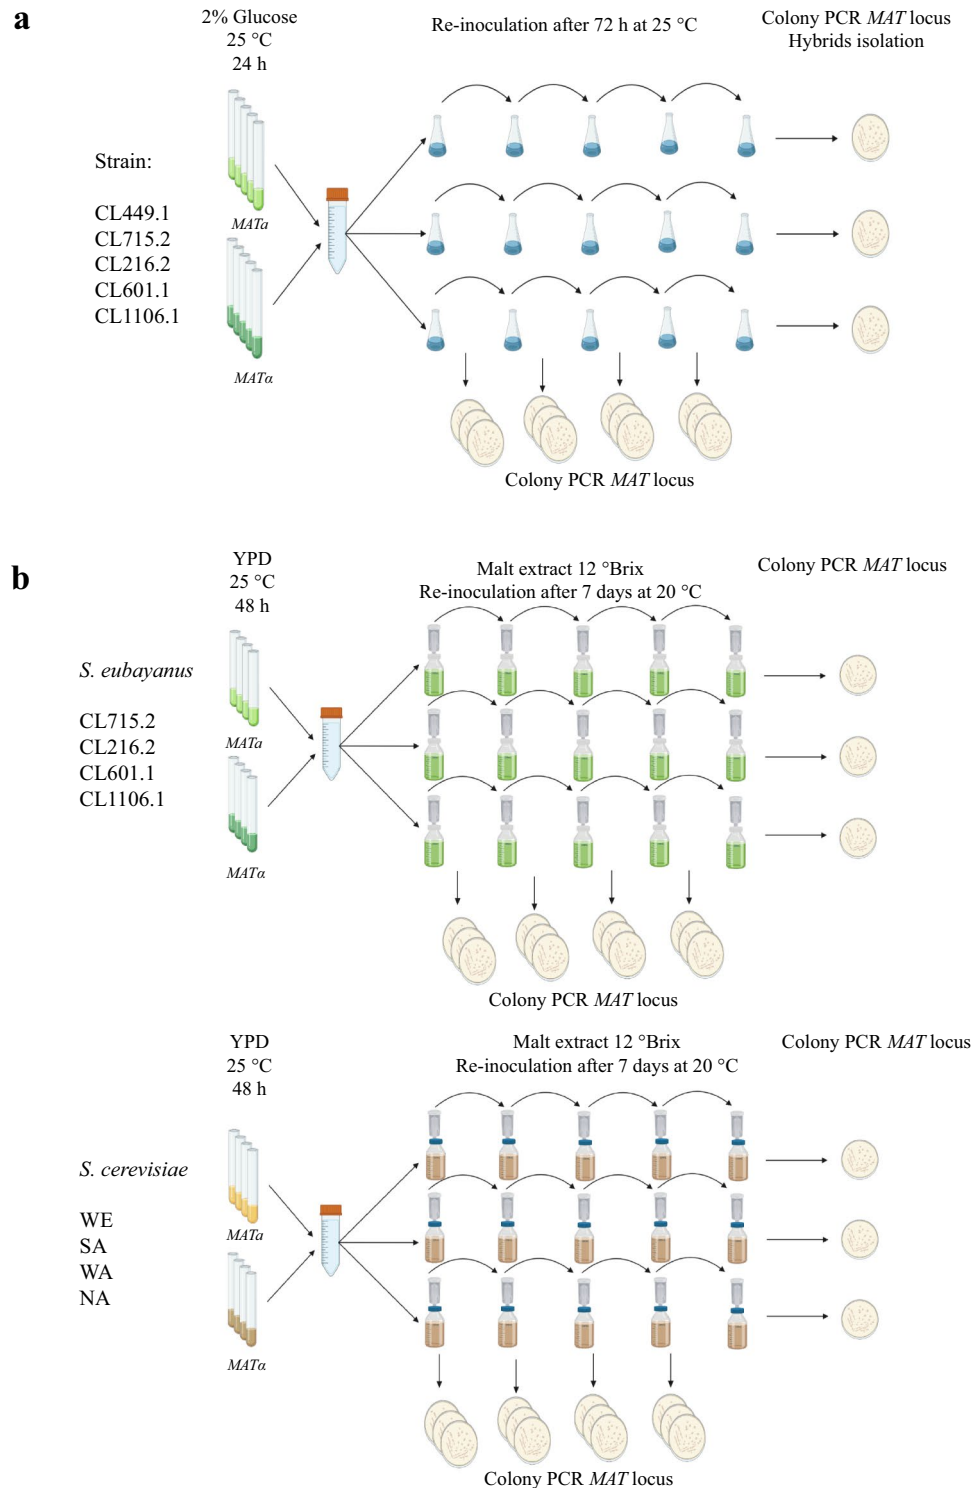 a
2% Glucose
25 °C
24 h
Re-inoculation after 72 h at 25 °C
Colony PCR MAT locus
Hybrids isolation
Strain:
CL449.1
CL715.2
CL216.2
CL601.1
CL1106.1
MATa
MATα
Colony PCR MAT locus
b
YPD
25 °C
48 h
Malt extract 12 °Brix
Re-inoculation after 7 days at 20 °C
Colony PCR MAT locus
S. eubayanus
CL715.2
CL216.2
CL601.1
CL1106.1
MATa
MATα
Colony PCR MAT locus
YPD
25 °C
48 h
Malt extract 12 °Brix
Re-inoculation after 7 days at 20 °C
Colony PCR MAT locus
S. cerevisiae
WE
SA
WA
NA
MATa
MATα
Colony PCR MAT locus